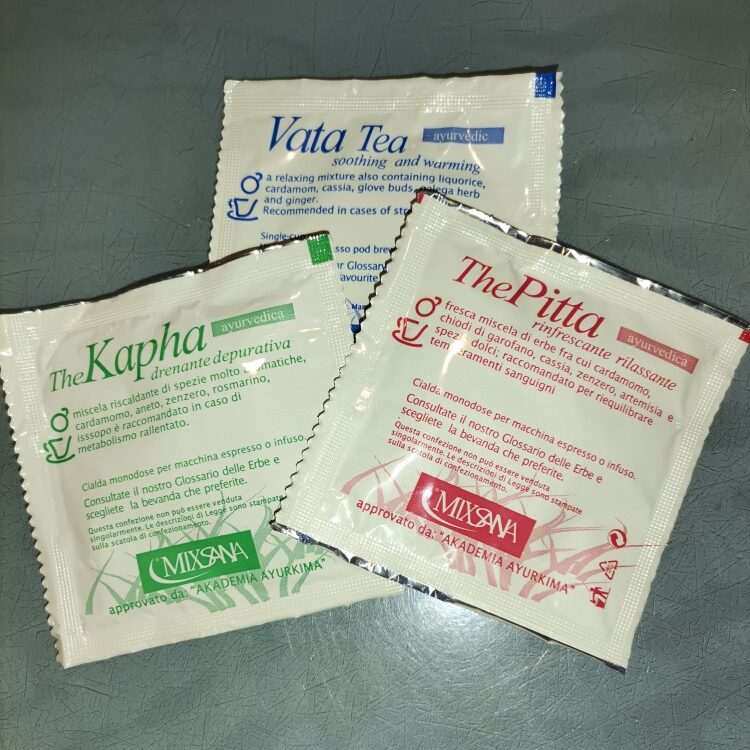 Vata Tea ayurvedic
soothing and warming
a relaxing mixture also containing liquorice,
cardamom, cassia, glove buds, galega herb
and ginger.
Recommended in cases of
Single-cup
sso pod brew
ur Glossary
favourite
The Kapha ayurvedica
drenante depurativa
miscela riscaldante di spezie molto aromatiche,
cardamomo, aneto, zenzero, rosmarino,
isssopo è raccomandato in caso di
metabolismo rallentato.
Cialda monodose per macchina espresso o infuso.
Consultate il nostro Glossario delle Erbe e
scegliete la bevanda che preferite.
Questa confezione non può essere venduta
singolarmente. Le descrizioni di Legge sono stampate
sulla scatola di confezionamento.
MIXSANA
approvato da: "AKADEMIA AYURKIMA"
The Pitta ayurvedica
rinfrescante rilassante
fresca miscela di erbe fra cui cardamomo,
chiodi di garofano, cassia, zenzero, artemisia e
spezie dolci; raccomandato per riequilibrare
temperamenti sanguigni
Cialda monodose per macchina espresso o infuso.
Consultate il nostro Glossario delle Erbe e
scegliete la bevanda che preferite.
Questa confezione non può essere venduta
singolarmente. Le descrizioni di Legge sono stampate
sulla scatola di confezionamento.
MIXSANA
approvato da: "AKADEMIA AYURKIMA"